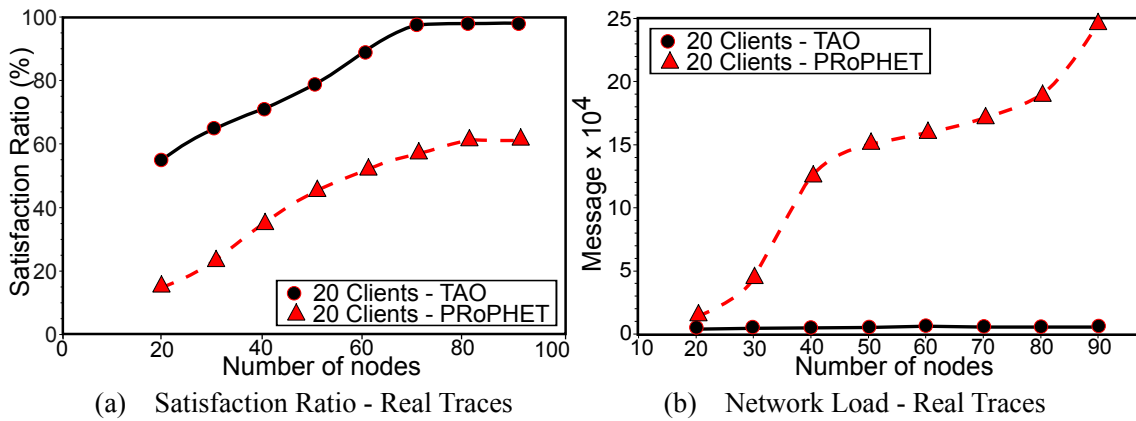 100
80
60
40
20
0
Satisfaction Ratio (%)
20 Clients - TAO
20 Clients - PRoPHET
0 20 40 60 80 100
Number of nodes
(a) Satisfaction Ratio - Real Traces
25
20
15
10
5
0
Message x 10^4
20 Clients - TAO
20 Clients - PRoPHET
10 20 30 40 50 60 70 80 90
Number of nodes
(b) Network Load - Real Traces